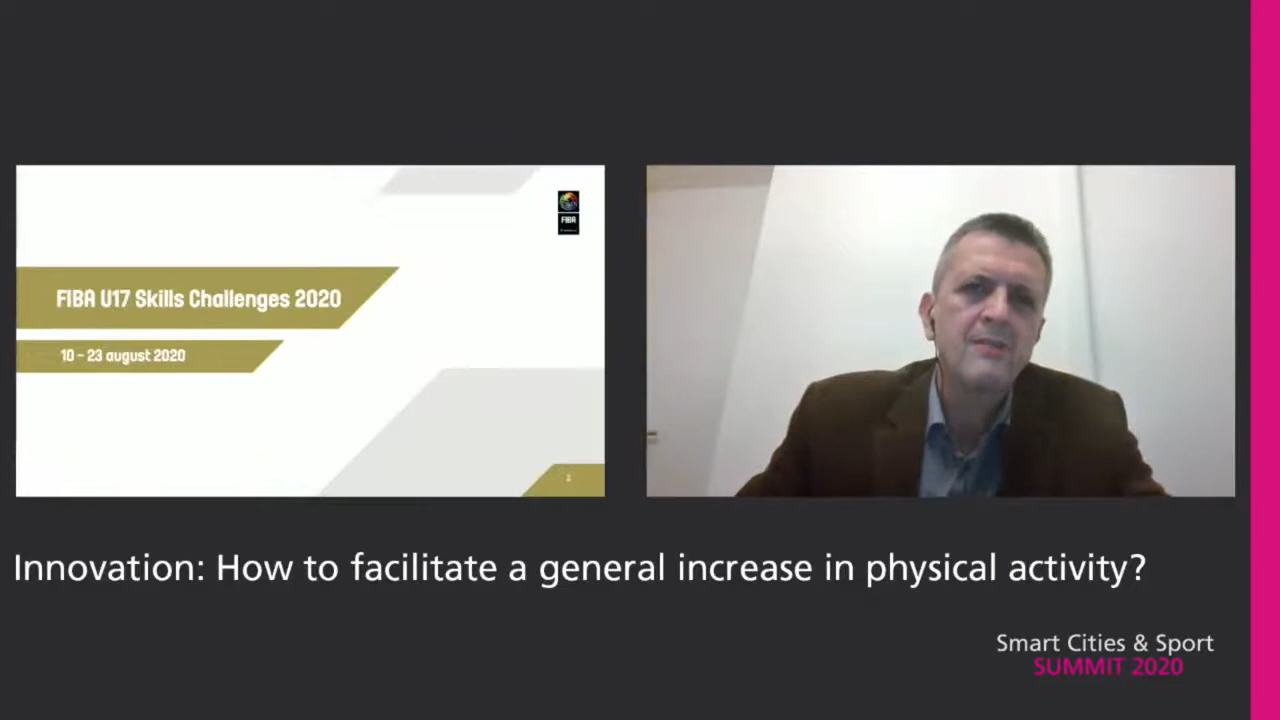 FIBA
FIBA U17 Skills Challenges 2020
10 – 23 august 2020
Innovation: How to facilitate a general increase in physical activity?
Smart Cities & Sport
SUMMIT 2020